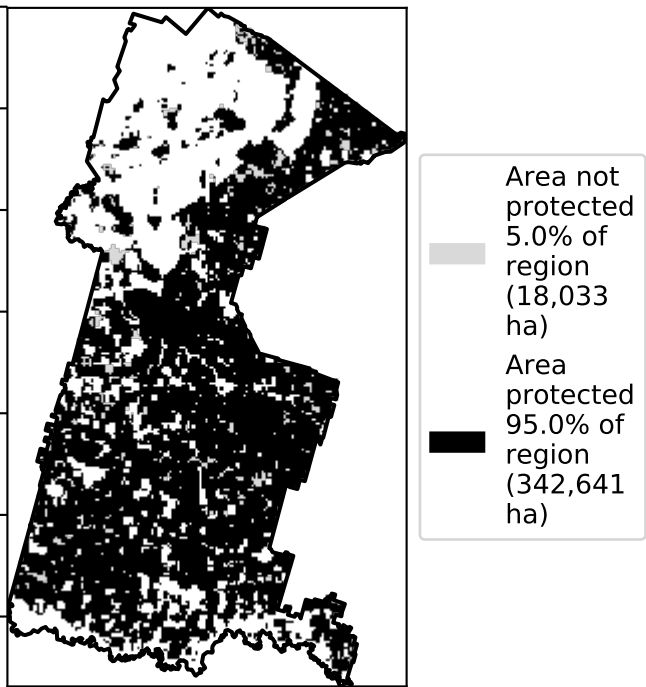 Area not
protected
5.0% of
region
(18,033
ha)
Area
protected
95.0% of
region
(342,641
ha)